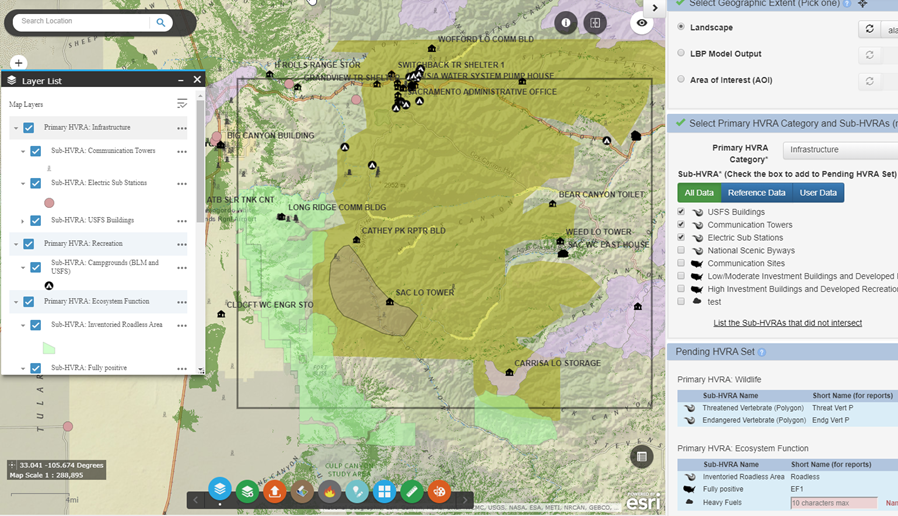 Search Location
Layer List
Map Layers
Primary HVRA: Infrastructure
Sub-HVRA: Communication Towers
Sub-HVRA: Electric Sub Stations
Sub-HVRA: USFS Buildings
Primary HVRA: Recreation
Sub-HVRA: Campgrounds (BLM and
USFS)
Primary HVRA: Ecosystem Function
Sub-HVRA: Inventoried Roadless Area
Sub-HVRA: Fully positive
33.041 -105.674 Degrees
Map Scale 1 : 288,895
4mi
WOFFORD LO COMM BLD
H ROLLS RANGE STOR
SWITCHBACK TR SHELTER 1
GRANDVIEW TR SHELTER
WATER SYSTEM PUMP HOUSE
SACRAMENTO ADMINISTRATIVE OFFICE
BIG CANYON BUILDING
ATB SLR TNK CNT
LONG RIDGE COMM BLDG
BEAR CANYON TOILET
CATHEY PK RPTR BLD
WEED LO TOWER
SAC WC EAST HOUSE
SAC LO TOWER
CLDCFT WC ENGR STO
CARRISA LO STORAGE
CULP CANYON
STUDY AREA
esri
Select Geographic Extent (Pick one)
Landscape
LBP Model Output
Area of Interest (AOI)
Select Primary HVRA Category and Sub-HVRAs
Primary HVRA
Category*
Infrastructure
Sub-HVRA* (Check the box to add to Pending HVRA Set)
All Data
Reference Data
User Data
USFS Buildings
Communication Towers
Electric Sub Stations
National Scenic Byways
Communication Sites
Low/Moderate Investment Buildings and Developed
High Investment Buildings and Developed
test
List the Sub-HVRAs that did not intersect
Pending HVRA Set
Primary HVRA: Wildlife
Sub-HVRA Name Short Name (for reports)
Threatened Vertebrate (Polygon) Threat Vert P
Endangered Vertebrate (Polygon) Endg Vert P
Primary HVRA: Ecosystem Function
Sub-HVRA Name Short Name (for reports)
Inventoried Roadless Area Roadless
Fully positive EF1
Heavy Fuels 10 characters max